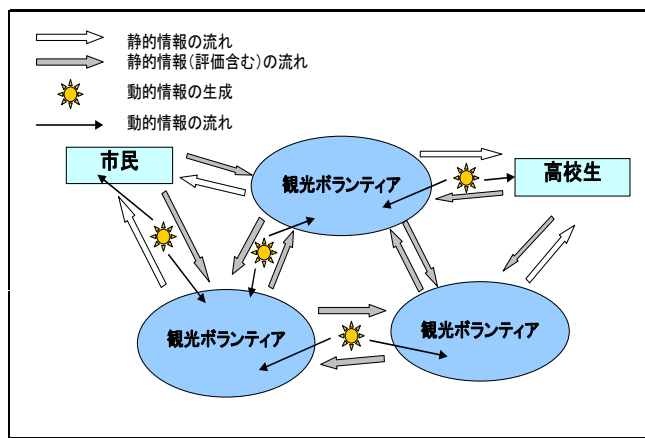 静的情報の流れ
静的情報(評価含む)の流れ
動的情報の生成
動的情報の流れ
市民
観光ボランティア
高校生
観光ボランティア
観光ボランティア